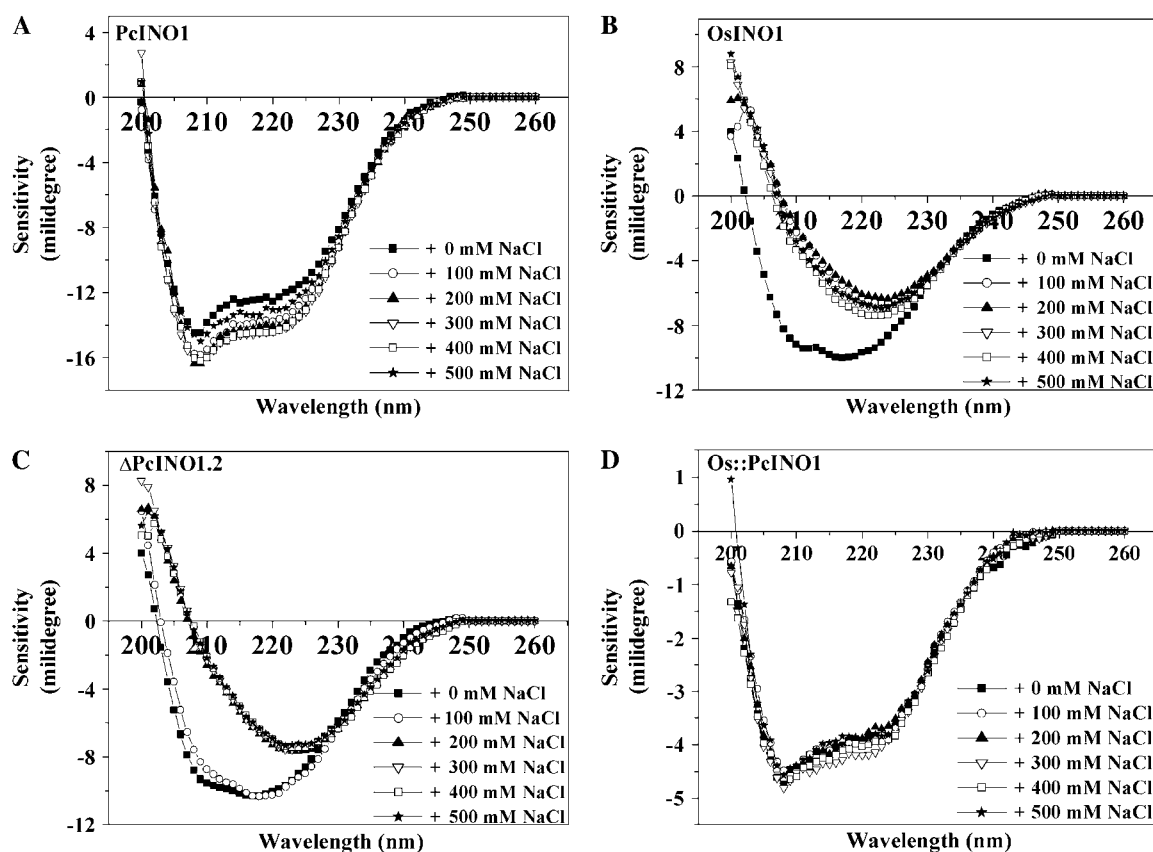 A
PcINO1
4
0
-4
-8
-12
-16
200 210 220 230 240 250 260
Sensitivity
(milidegree)
Wavelength (nm)
+ 0 mM NaCl
+ 100 mM NaCl
+ 200 mM NaCl
+ 300 mM NaCl
+ 400 mM NaCl
+ 500 mM NaCl
B
OsINO1
8
4
0
-4
-8
-12
200 210 220 230 240 250 260
Sensitivity
(milidegree)
Wavelength (nm)
+ 0 mM NaCl
+ 100 mM NaCl
+ 200 mM NaCl
+ 300 mM NaCl
+ 400 mM NaCl
+ 500 mM NaCl
C
ΔPcINO1.2
8
4
0
-4
-8
-12
200 210 220 230 240 250 260
Sensitivity
(milidegree)
Wavelength (nm)
+ 0 mM NaCl
+ 100 mM NaCl
+ 200 mM NaCl
+ 300 mM NaCl
+ 400 mM NaCl
+ 500 mM NaCl
D
Os::PcINO1
1
0
-1
-2
-3
-4
-5
200 210 220 230 240 250 260
Sensitivity
(milidegree)
Wavelength (nm)
+ 0 mM NaCl
+ 100 mM NaCl
+ 200 mM NaCl
+ 300 mM NaCl
+ 400 mM NaCl
+ 500 mM NaCl